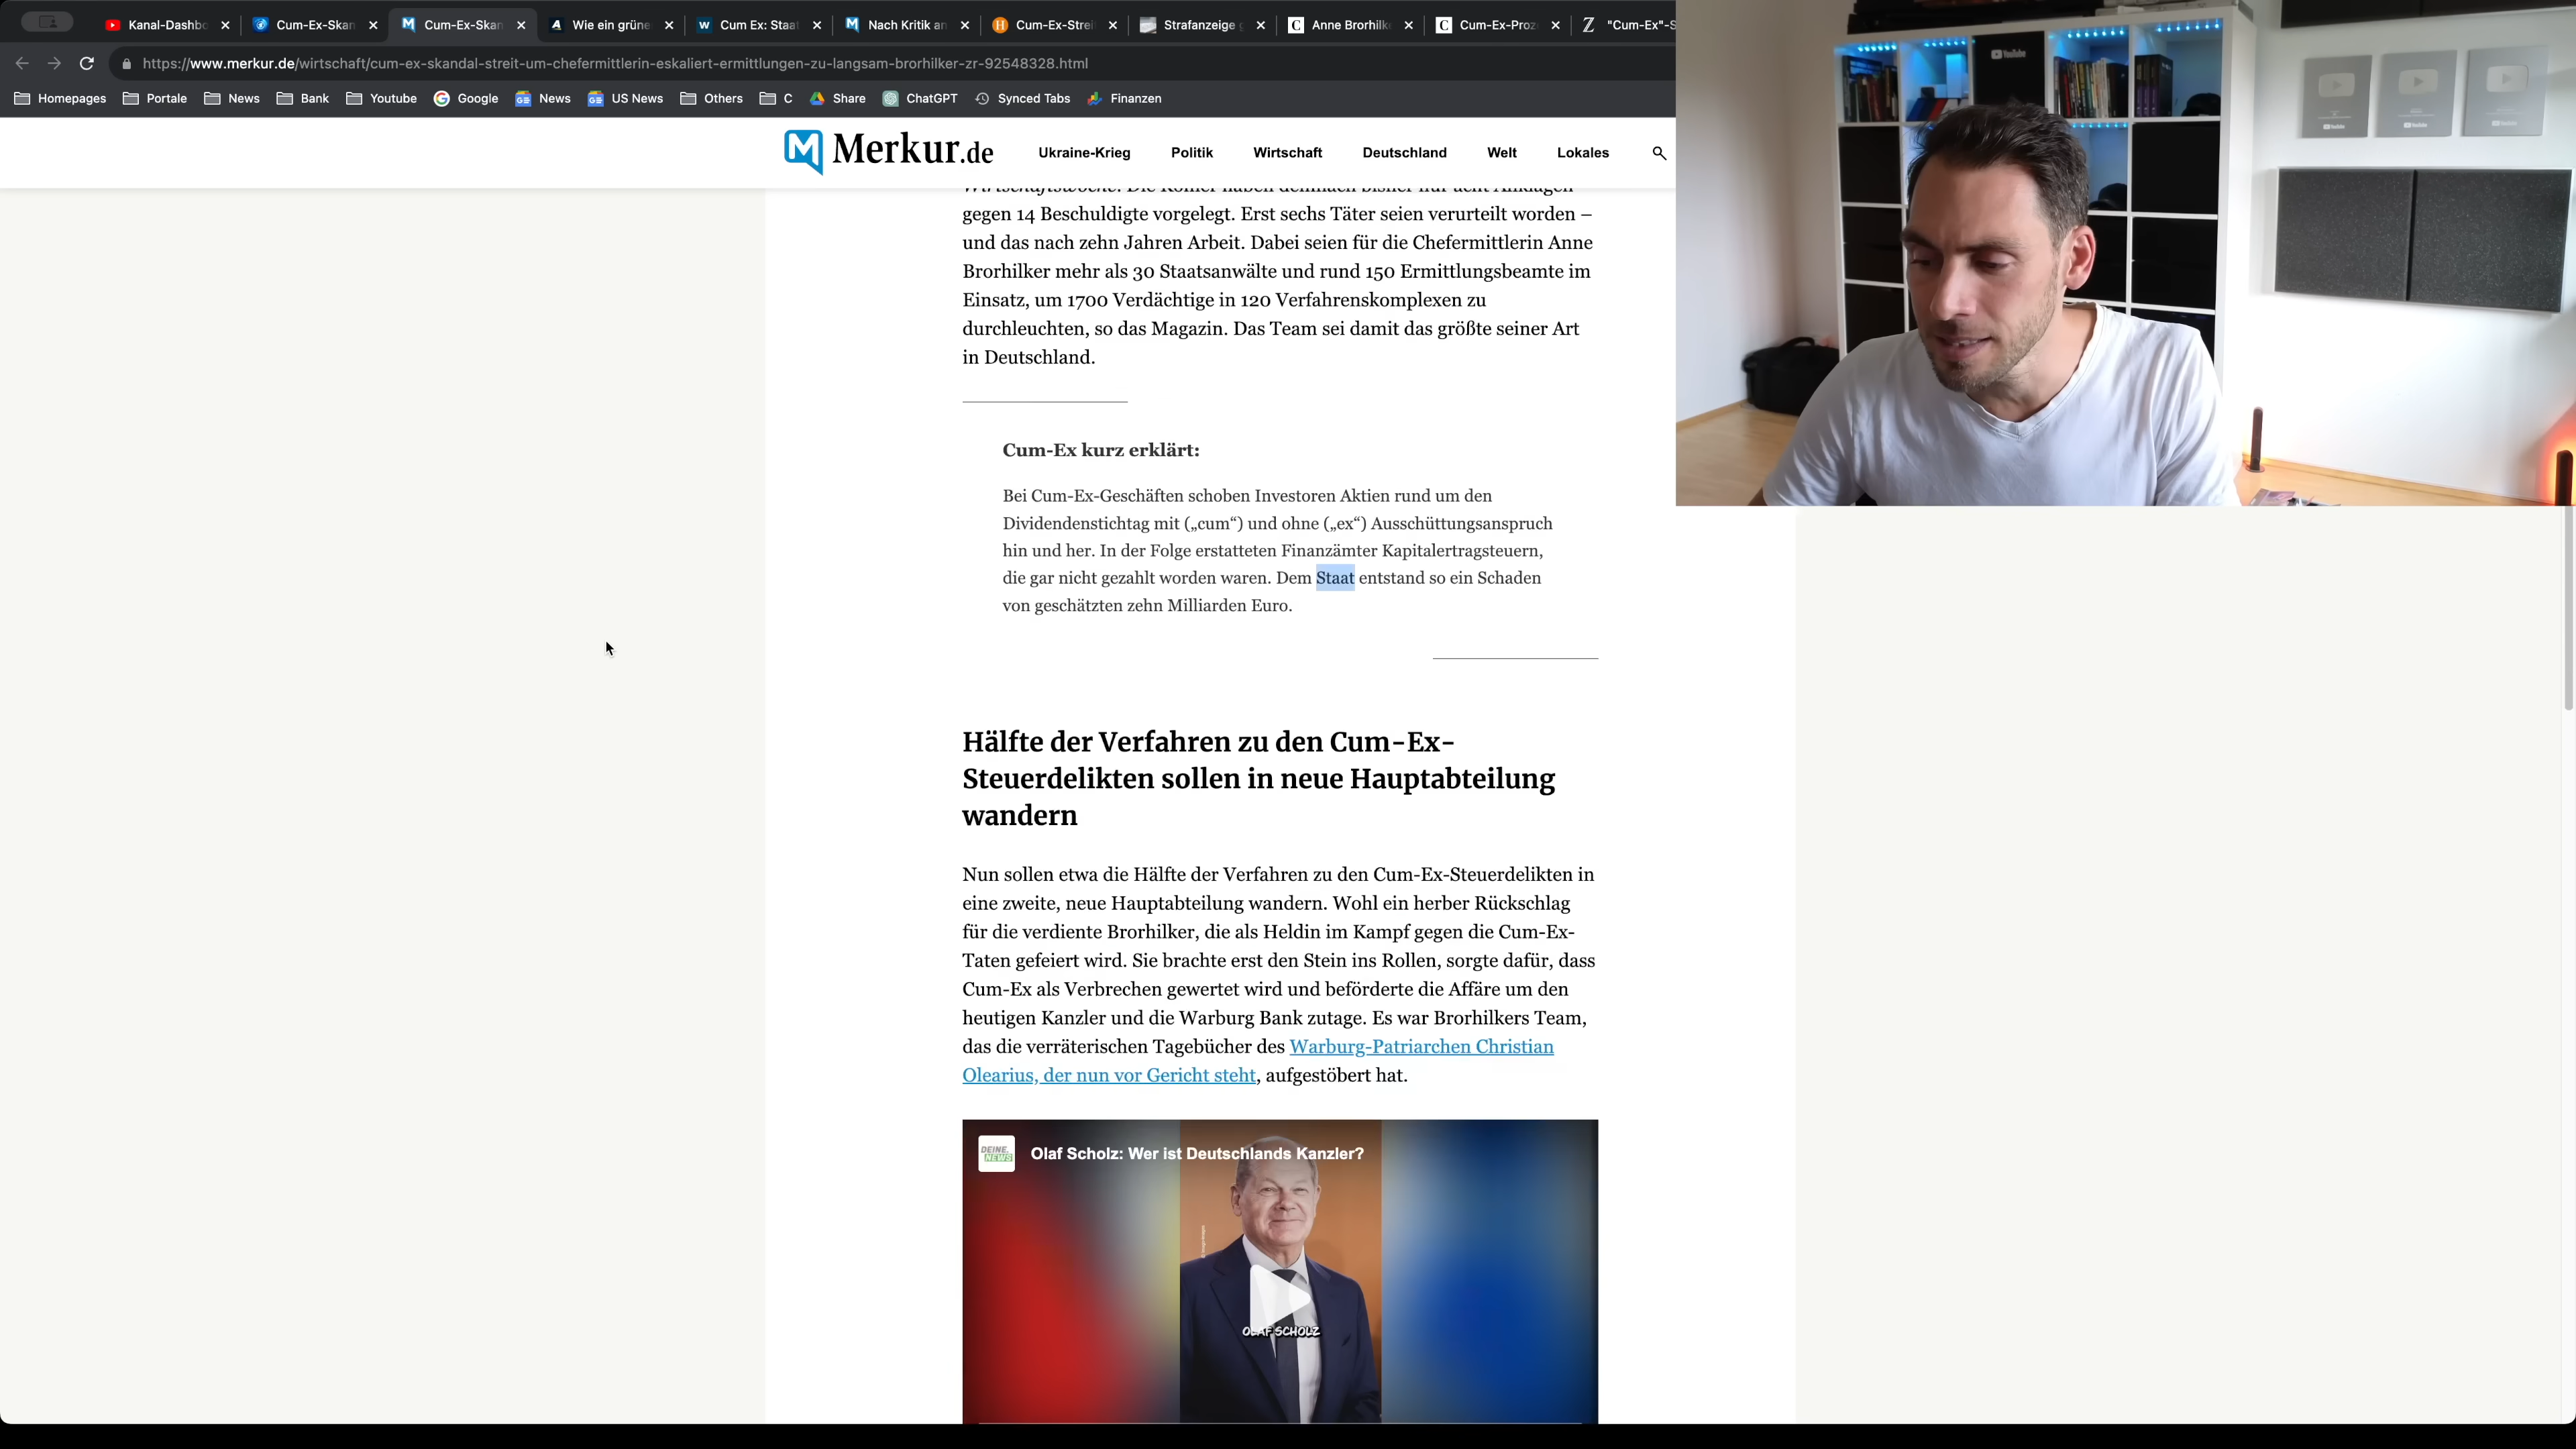 Kanal-Dashbo
Cum-Ex-Skan
Cum-Ex-Skan
Wie ein grüne
Cum Ex: Staat
Nach Kritik an
Cum-Ex-Strei
Strafanzeige g
Anne Brorhilk
Cum-Ex-Proz
"Cum-Ex"-S
https://www.merkur.de/wirtschaft/cum-ex-skandal-streit-um-chefermittlerin-eskaliert-ermittlungen-zu-langsam-brorhilker-zr-92548328.html
Homepages Portale News Bank Youtube Google News US News Others C Share ChatGPT Synced Tabs Finanzen
Merkur.de Ukraine-Krieg Politik Wirtschaft Deutschland Welt Lokales
Wirtschaftswoche. Die Kölner haben demnach bisher nur acht Anklagen
gegen 14 Beschuldigte vorgelegt. Erst sechs Täter seien verurteilt worden –
und das nach zehn Jahren Arbeit. Dabei seien für die Chefermittlerin Anne
Brorhilker mehr als 30 Staatsanwälte und rund 150 Ermittlungsbeamte im
Einsatz, um 1700 Verdächtige in 120 Verfahrenskomplexen zu
durchleuchten, so das Magazin. Das Team sei damit das größte seiner Art
in Deutschland.
Cum-Ex kurz erklärt:
Bei Cum-Ex-Geschäften schoben Investoren Aktien rund um den
Dividendenstichtag mit („cum“) und ohne („ex“) Ausschüttungsanspruch
hin und her. In der Folge erstatteten Finanzämter Kapitalertragsteuern,
die gar nicht gezahlt worden waren. Dem Staat entstand so ein Schaden
von geschätzten zehn Milliarden Euro.
Hälfte der Verfahren zu den Cum-Ex-
Steuerdelikten sollen in neue Hauptabteilung
wandern
Nun sollen etwa die Hälfte der Verfahren zu den Cum-Ex-Steuerdelikten in
eine zweite, neue Hauptabteilung wandern. Wohl ein herber Rückschlag
für die verdiente Brorhilker, die als Heldin im Kampf gegen die Cum-Ex-
Taten gefeiert wird. Sie brachte erst den Stein ins Rollen, sorgte dafür, dass
Cum-Ex als Verbrechen gewertet wird und beförderte die Affäre um den
heutigen Kanzler und die Warburg Bank zutage. Es war Brorhilkers Team,
das die verräterischen Tagebücher des Warburg-Patriarchen Christian
Olearius, der nun vor Gericht steht, aufgestöbert hat.
DEINE.
NEWS
Olaf Scholz: Wer ist Deutschlands Kanzler?
OLAF SCHOLZ
YouTube